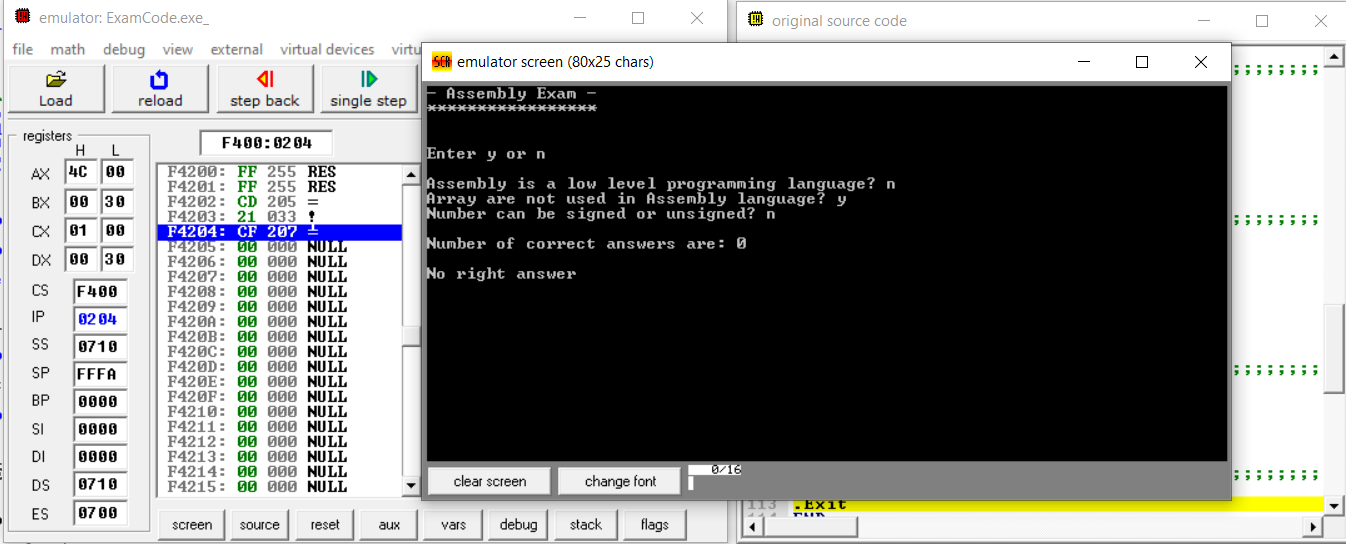 emulator: ExamCode.exe_
file math debug view external virtual devices virtu
Load reload step back single step
registers
H L
AX 4C 00
BX 00 30
CX 01 00
DX 00 30
CS F400
IP 0204
SS 0710
SP FFFA
BP 0000
SI 0000
DI 0000
DS 0710
ES 0700
F400:0204
F4200: FF 255 RES
F4201: FF 255 RES
F4202: CD 205 =
F4203: 21 033 !
F4204: CF 207 ╧
F4205: 00 000 NULL
F4206: 00 000 NULL
F4207: 00 000 NULL
F4208: 00 000 NULL
F4209: 00 000 NULL
F420A: 00 000 NULL
F420B: 00 000 NULL
F420C: 00 000 NULL
F420D: 00 000 NULL
F420E: 00 000 NULL
F420F: 00 000 NULL
F4210: 00 000 NULL
F4211: 00 000 NULL
F4212: 00 000 NULL
F4213: 00 000 NULL
F4214: 00 000 NULL
F4215: 00 000 NULL
screen source reset aux vars debug stack flags
SCR emulator screen (80x25 chars)
- Assembly Exam -
*****************
Enter y or n
Assembly is a low level programming language? n
Array are not used in Assembly language? y
Number can be signed or unsigned? n
Number of correct answers are: 0
No right answer
clear screen change font 0/16
original source code
;;;;;;;;
;;;;;;;;
;;;;;;;;
;;;;;;;;
113 .Exit
END